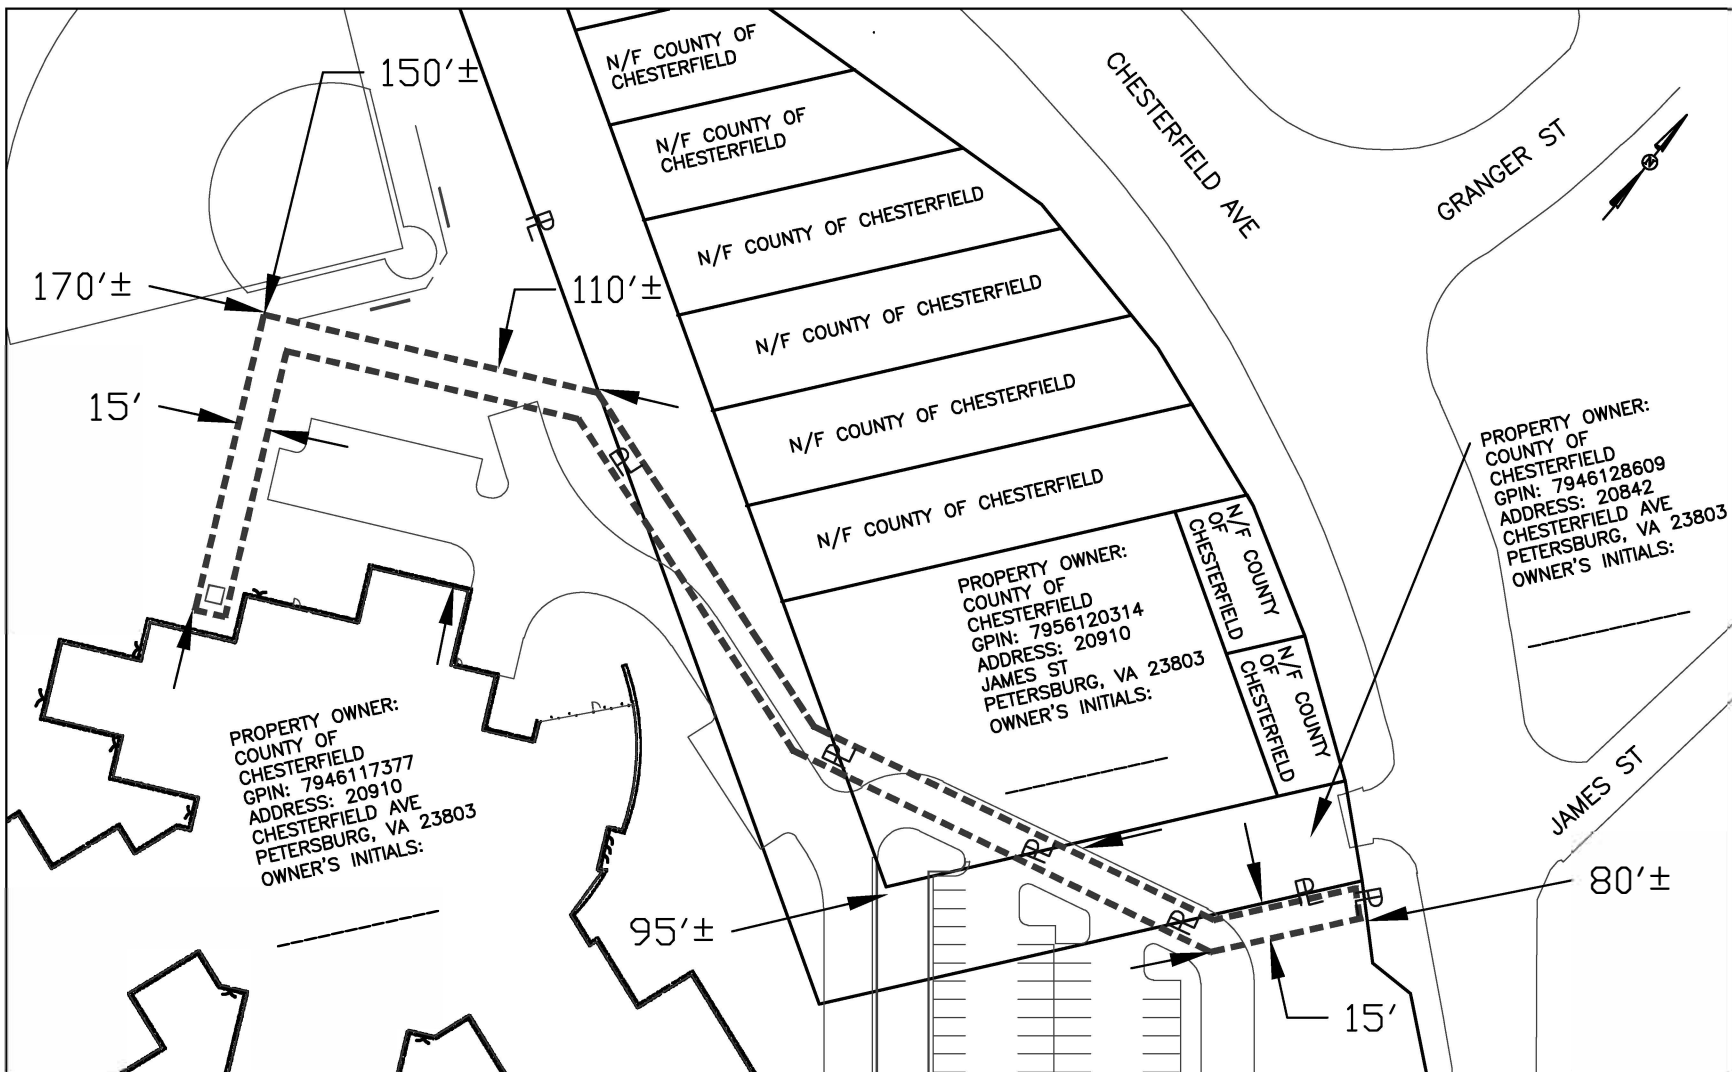 150'±
N/F COUNTY OF
CHESTERFIELD
N/F COUNTY OF
CHESTERFIELD
CHESTERFIELD AVE
GRANGER ST
N
N/F COUNTY OF CHESTERFIELD
PL
170'±
110'±
N/F COUNTY OF CHESTERFIELD
15'
N/F COUNTY OF CHESTERFIELD
PL
N/F COUNTY OF CHESTERFIELD
PROPERTY OWNER:
COUNTY OF
CHESTERFIELD
GPIN: 7946128609
ADDRESS: 20842
CHESTERFIELD AVE
PETERSBURG, VA 23803
OWNER'S INITIALS:
N/F COUNTY
OF
CHESTERFIELD
PROPERTY OWNER:
COUNTY OF
CHESTERFIELD
GPIN: 7956120314
ADDRESS: 20910
JAMES ST
PETERSBURG, VA 23803
OWNER'S INITIALS:
N/F COUNTY
OF
CHESTERFIELD
PROPERTY OWNER:
COUNTY OF
CHESTERFIELD
GPIN: 7946117377
ADDRESS: 20910
CHESTERFIELD AVE
PETERSBURG, VA 23803
OWNER'S INITIALS:
PL
JAMES ST
PL
PL
PL
PL
80'±
95'±
15'